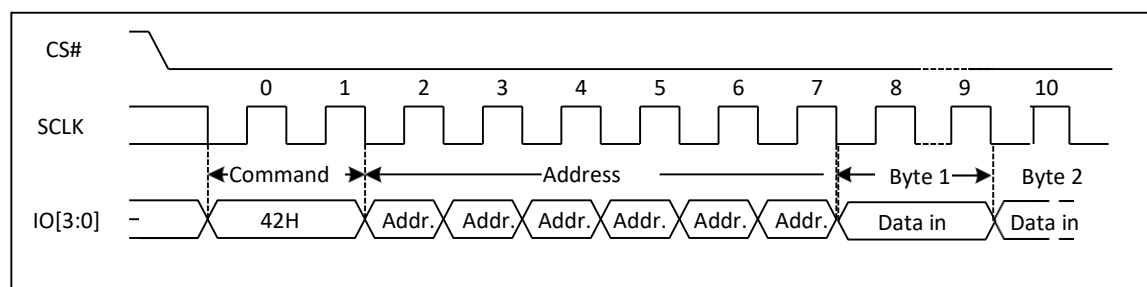 CS#
0 1 2 3 4 5 6 7 8 9 10
SCLK
Command Address Byte 1 Byte 2
IO[3:0] 42H Addr. Addr. Addr. Addr. Addr. Addr. Data in Data in